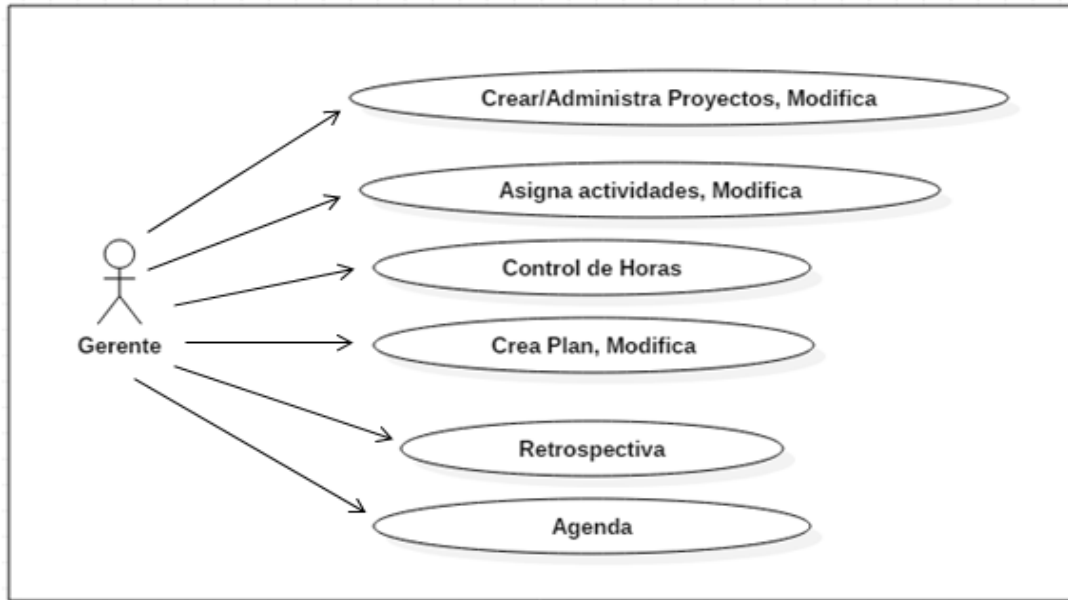 Crear/Administra Proyectos, Modifica
Asigna actividades, Modifica
Control de Horas
Gerente
Crea Plan, Modifica
Retrospectiva
Agenda